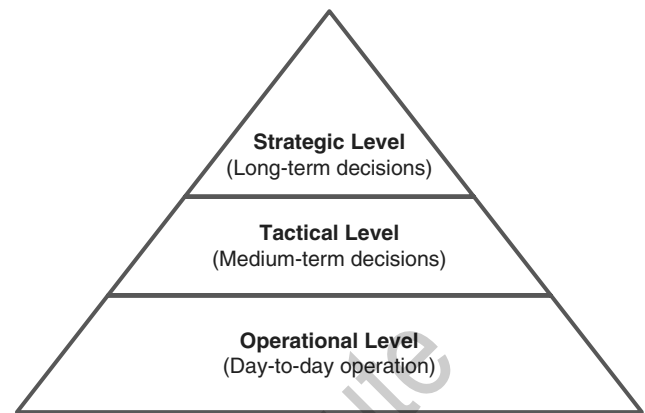 Strategic Level
(Long-term decisions)
Tactical Level
(Medium-term decisions)
Operational Level
(Day-to-day operation)